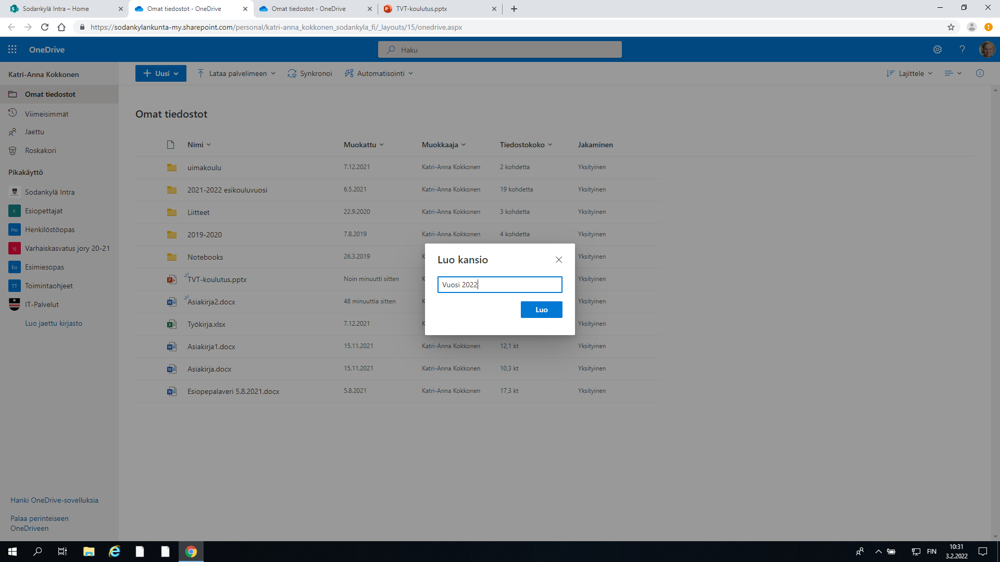 Sodankylä Intra – Home
Omat tiedostot - OneDrive
Omat tiedostot - OneDrive
TVT-koulutus.pptx
https://sodankylankunta-my.sharepoint.com/personal/katri-anna_kokkonen_sodankyla_fi/_layouts/15/onedrive.aspx
OneDrive
Haku
Katri-Anna Kokkonen
Uusi
Lataa palvelimeen
Synkronoi
Automatisointi
Lajittele
Omat tiedostot
Viimeisimmät
Jaettu
Roskakori
Pikakäyttö
Sodankylä Intra
E Esiopettajat
Ho Henkilöstöopas
Vj Varhaiskasvatus jory 20-21
Eo Esimiesopas
TT Toimintaohjeet
IT-Palvelut
Luo jaettu kirjasto
Hanki OneDrive-sovelluksia
Palaa perinteiseen
OneDriveen
Omat tiedostot
Nimi Muokattu Muokkaaja Tiedostokoko Jakaminen
uimakoulu 7.12.2021 Katri-Anna Kokkonen 2 kohdetta Yksityinen
2021-2022 esikouluvuosi 6.5.2021 Katri-Anna Kokkonen 19 kohdetta Yksityinen
Liitteet 22.9.2020 Katri-Anna Kokkonen 3 kohdetta Yksityinen
2019-2020 7.8.2019 Katri-Anna Kokkonen 4 kohdetta Yksityinen
Notebooks 26.3.2019 K Yksityinen
TVT-koulutus.pptx Noin minuutti sitten K Yksityinen
Asiakirja2.docx 48 minuuttia sitten K Yksityinen
Työkirja.xlsx 7.12.2021 K Yksityinen
Asiakirja1.docx 15.11.2021 Katri-Anna Kokkonen 12,1 kt Yksityinen
Asiakirja.docx 15.11.2021 Katri-Anna Kokkonen 10,3 kt Yksityinen
Esiopepalaveri 5.8.2021.docx 5.8.2021 Katri-Anna Kokkonen 17,3 kt Yksityinen
Luo kansio
Vuosi 2022
Luo
FIN
10:31
3.2.2022